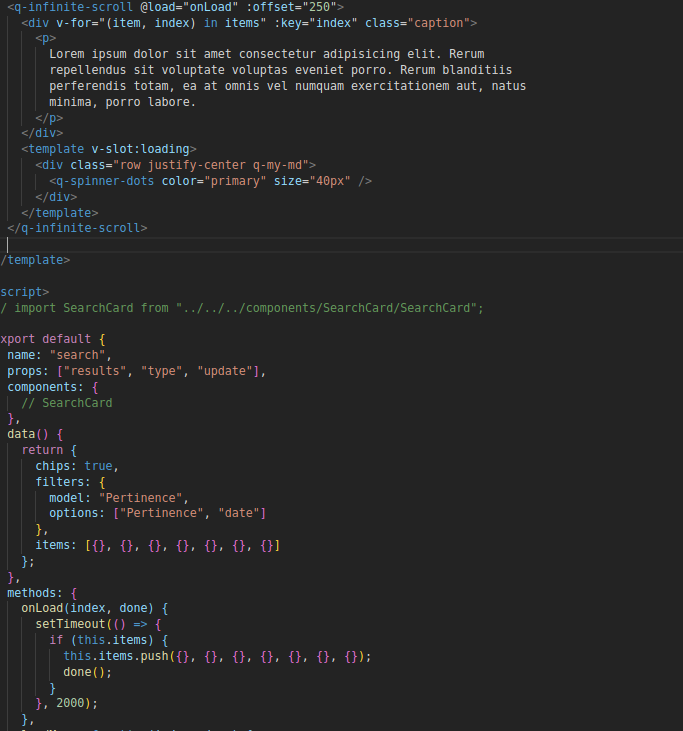 <q-infinite-scroll @load="onLoad" :offset="250">
<div v-for="(item, index) in items" :key="index" class="caption">
<p>
Lorem ipsum dolor sit amet consectetur adipisicing elit. Rerum
repellendus sit voluptate voluptas eveniet porro. Rerum blanditiis
perferendis totam, ea at omnis vel numquam exercitationem aut, natus
minima, porro labore.
</p>
</div>
<template v-slot:loading>
<div class="row justify-center q-my-md">
<q-spinner-dots color="primary" size="40px" />
</div>
</template>
</q-infinite-scroll>
/template>
script>
/ import SearchCard from "../../../components/SearchCard/SearchCard";
xport default {
name: "search",
props: ["results", "type", "update"],
components: {
// SearchCard
},
data() {
return {
chips: true,
filters: {
model: "Pertinence",
options: ["Pertinence", "date"]
},
items: [{}, {}, {}, {}, {}, {}, {}]
};
},
methods: {
onLoad(index, done) {
setTimeout(() => {
if (this.items) {
this.items.push({}, {}, {}, {}, {}, {}, {});
done();
}
}, 2000);
},